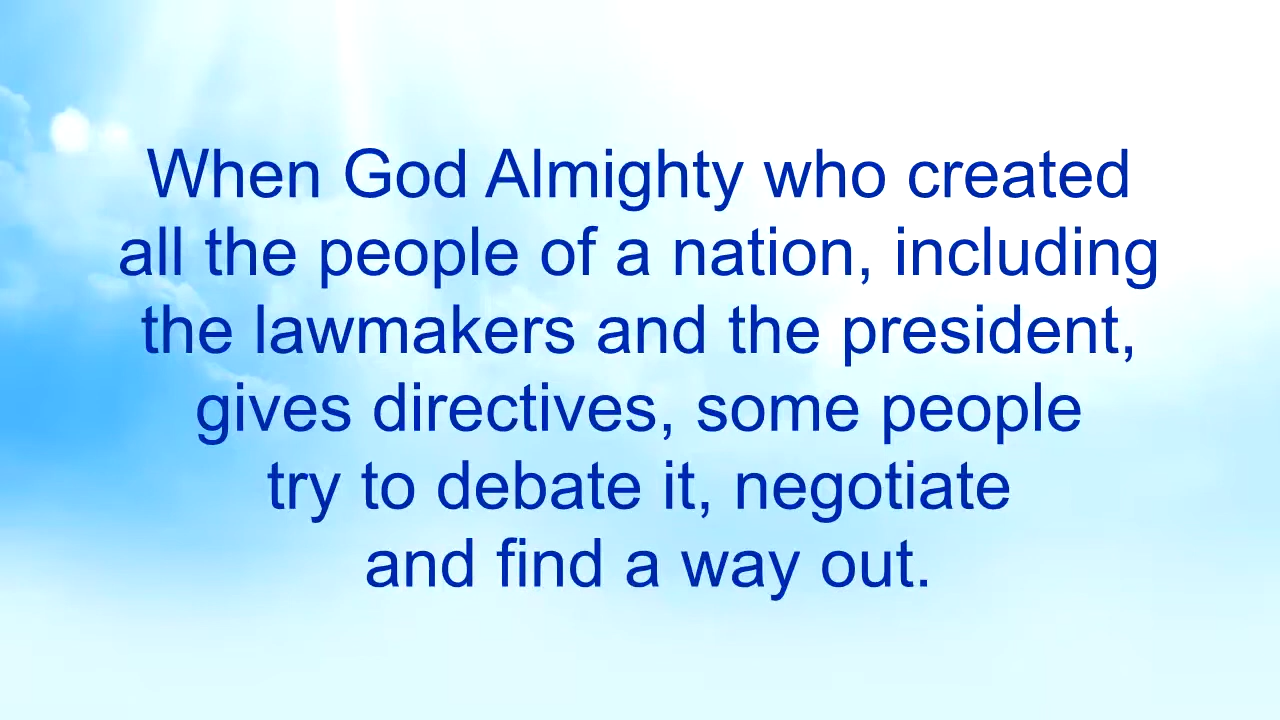 When God Almighty who created
all the people of a nation, including
the lawmakers and the president,
gives directives, some people
try to debate it, negotiate
and find a way out.